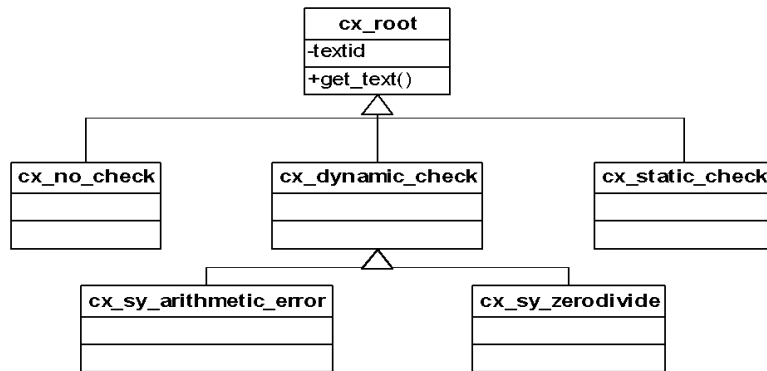 cx_root
-textid
+get_text()
cx_no_check
cx_dynamic_check
cx_static_check
cx_sy_arithmetic_error
cx_sy_zerodivide